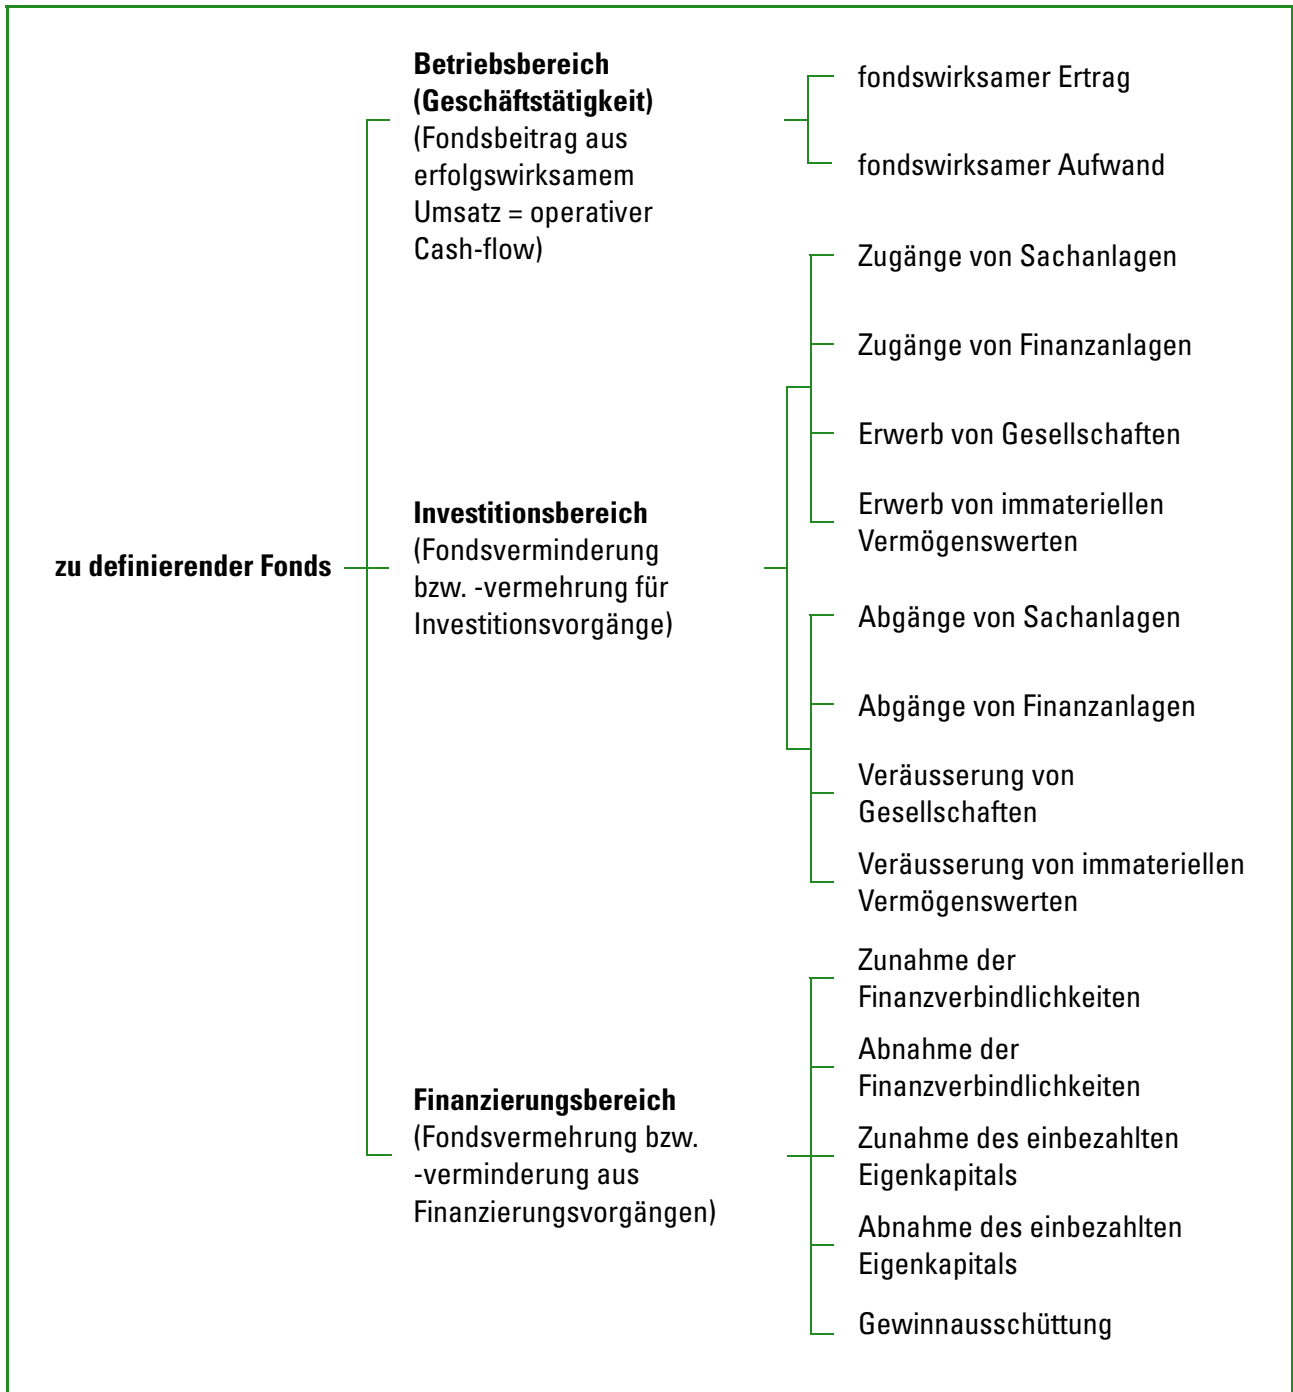 zu definierender Fonds
Betriebsbereich
(Geschäftstätigkeit)
(Fondsbeitrag aus
erfolgswirksamem
Umsatz = operativer
Cash-flow)
fondswirksamer Ertrag
fondswirksamer Aufwand
Investitionsbereich
(Fondsverminderung
bzw. -vermehrung für
Investitionsvorgänge)
Zugänge von Sachanlagen
Zugänge von Finanzanlagen
Erwerb von Gesellschaften
Erwerb von immateriellen
Vermögenswerten
Abgänge von Sachanlagen
Abgänge von Finanzanlagen
Veräusserung von
Gesellschaften
Veräusserung von immateriellen
Vermögenswerten
Finanzierungsbereich
(Fondsvermehrung bzw.
-verminderung aus
Finanzierungsvorgängen)
Zunahme der
Finanzverbindlichkeiten
Abnahme der
Finanzverbindlichkeiten
Zunahme des einbezahlten
Eigenkapitals
Abnahme des einbezahlten
Eigenkapitals
Gewinnausschüttung